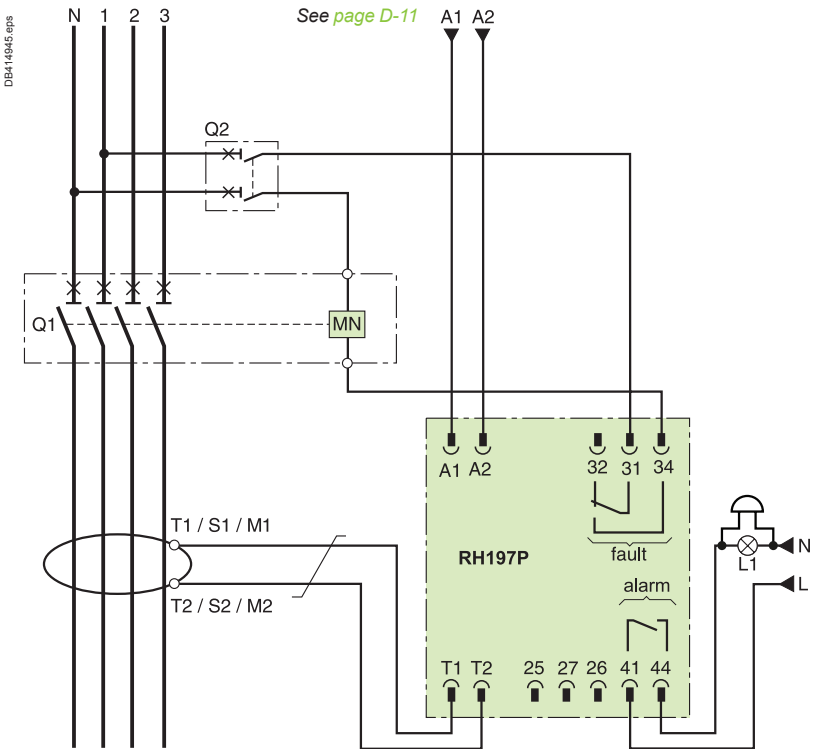 DB414945.eps
N 1 2 3
See page D-11
A1 A2
Q2
Q1
MN
A1 A2
32 31 34
T1 / S1 / M1
RH197P
fault
N
L1
alarm
L
T2 / S2 / M2
T1 T2 25 27 26 41 44